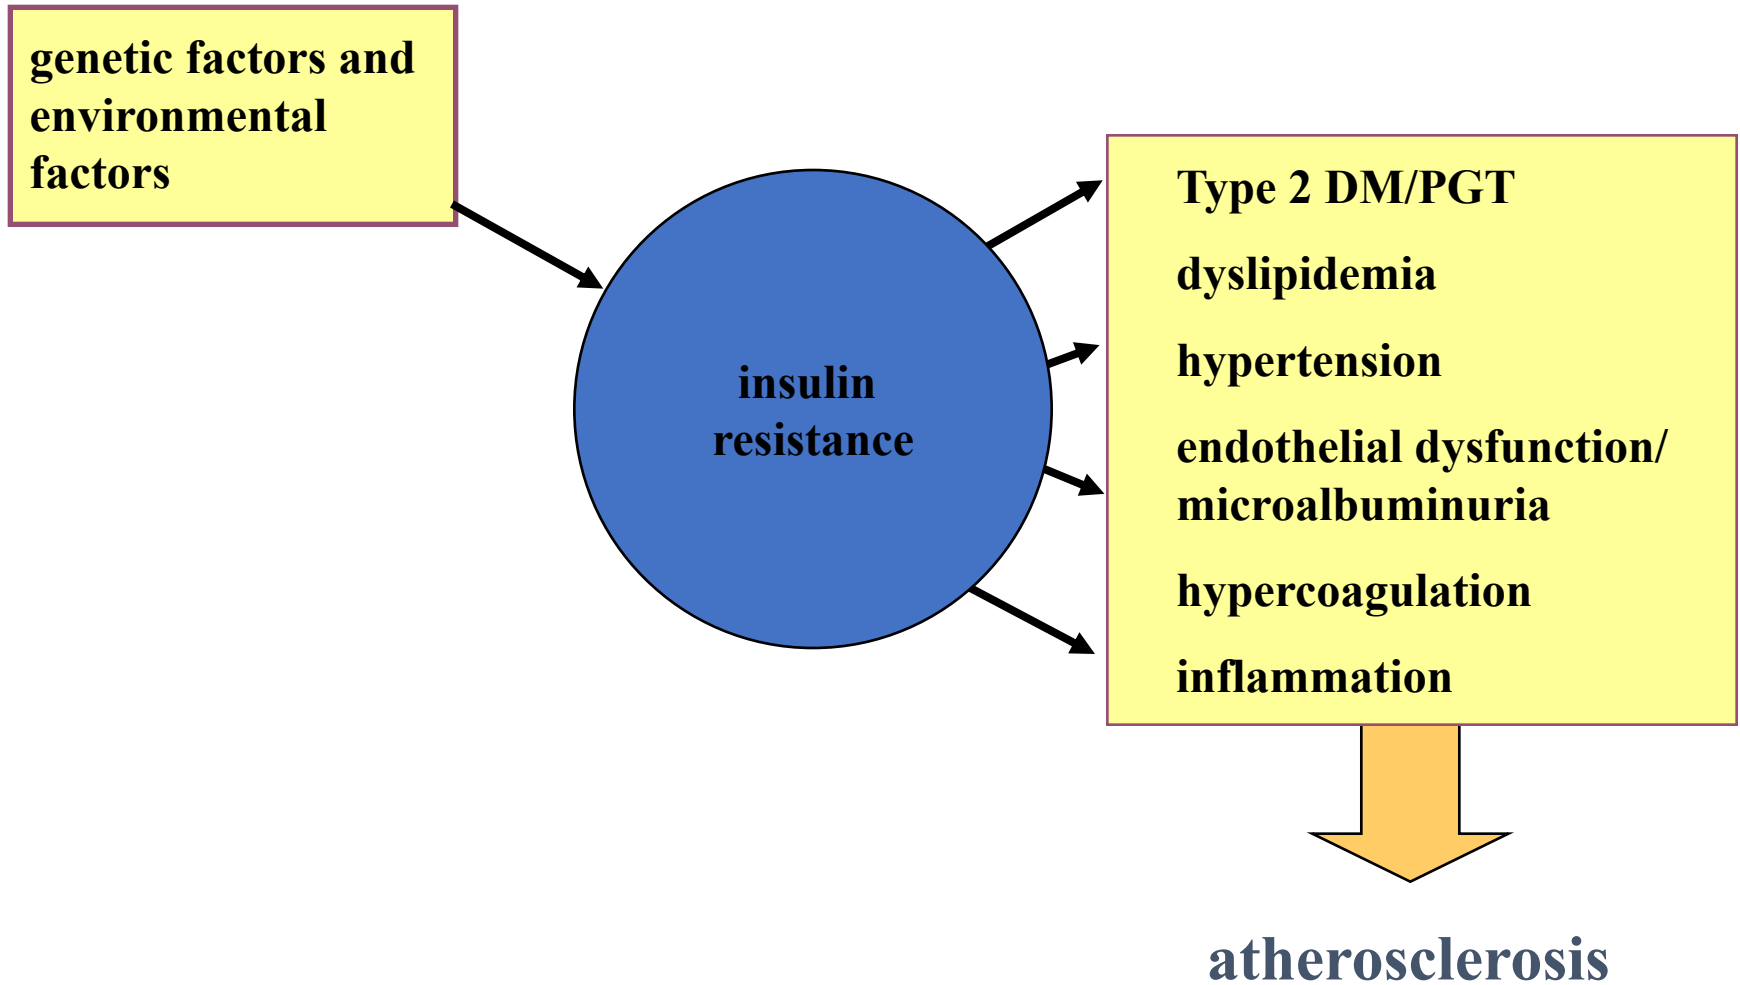 genetic factors and
environmental
factors
insulin
resistance
Type 2 DM/PGT
dyslipidemia
hypertension
endothelial dysfunction/
microalbuminuria
hypercoagulation
inflammation
atherosclerosis